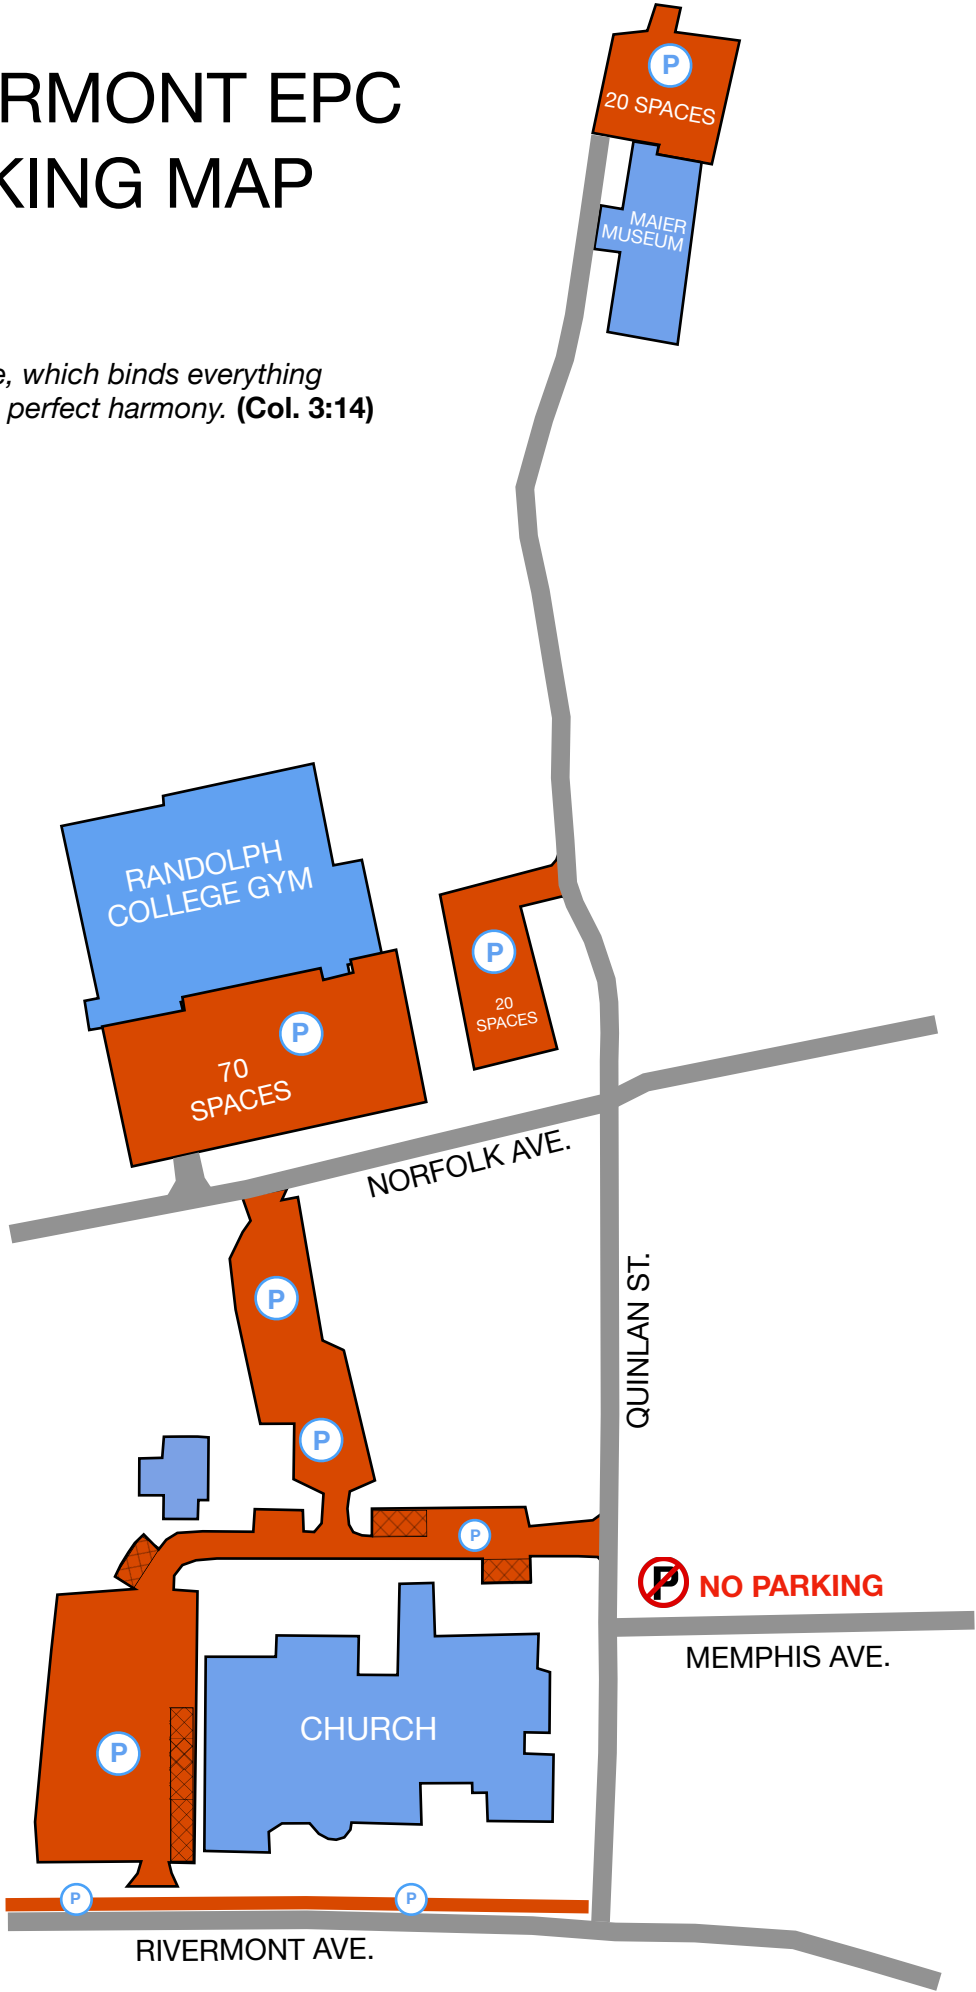 RMONT EPC
KING MAP
e, which binds everything
perfect harmony. (Col. 3:14)
P
20 SPACES
MAIER
MUSEUM
RANDOLPH
COLLEGE GYM
P
20
SPACES
P
70
SPACES
NORFOLK AVE.
QUINLAN ST.
P
P
P
P NO PARKING
MEMPHIS AVE.
CHURCH
P
P
P
RIVERMONT AVE.